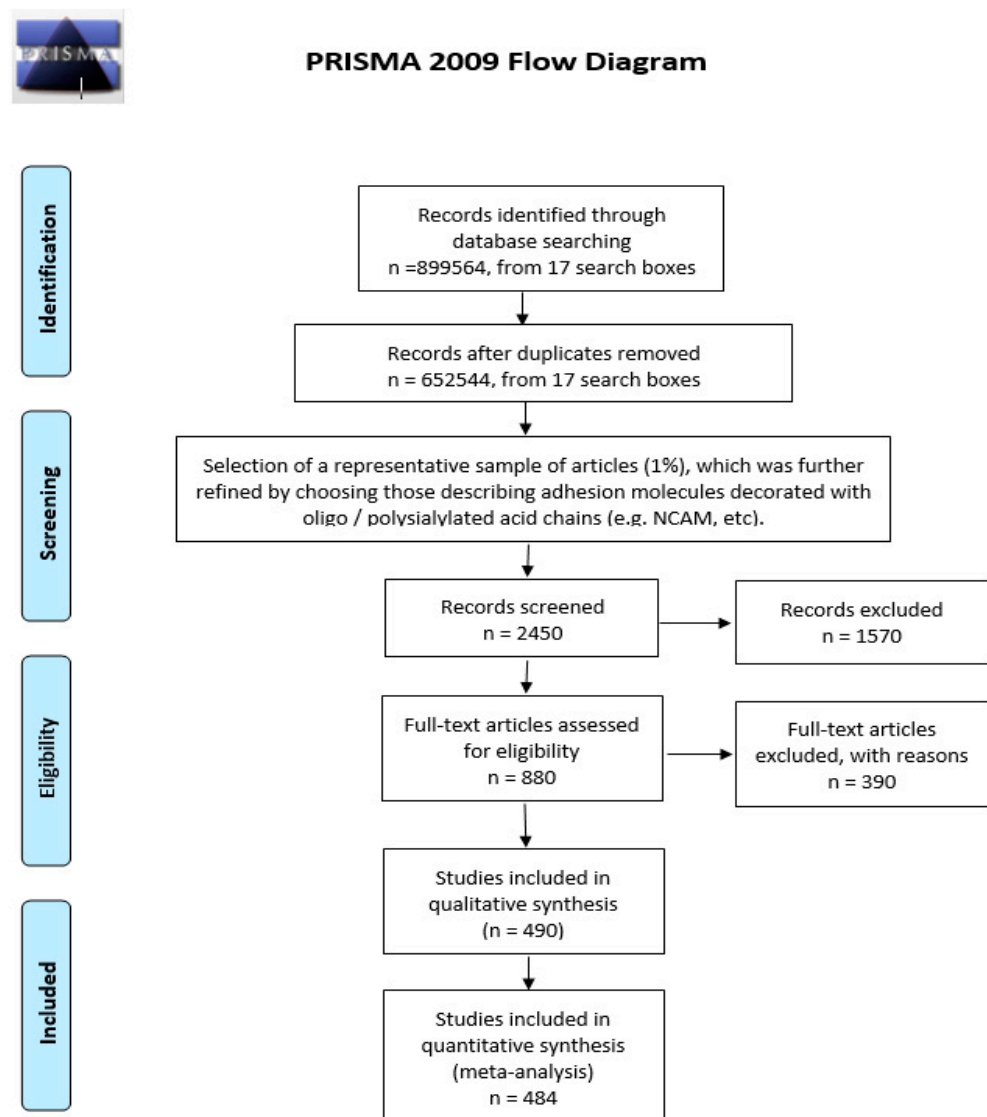 PRISMA
PRISMA 2009 Flow Diagram
Identification
Records identified through
database searching
n =899564, from 17 search boxes
Records after duplicates removed
n = 652544, from 17 search boxes
Screening
Selection of a representative sample of articles (1%), which was further
refined by choosing those describing adhesion molecules decorated with
oligo / polysialylated acid chains (e.g. NCAM, etc).
Records screened
n = 2450
Records excluded
n = 1570
Eligibility
Full-text articles assessed
for eligibility
n = 880
Full-text articles
excluded, with reasons
n = 390
Included
Studies included in
qualitative synthesis
(n = 490)
Studies included in
quantitative synthesis
(meta-analysis)
n = 484